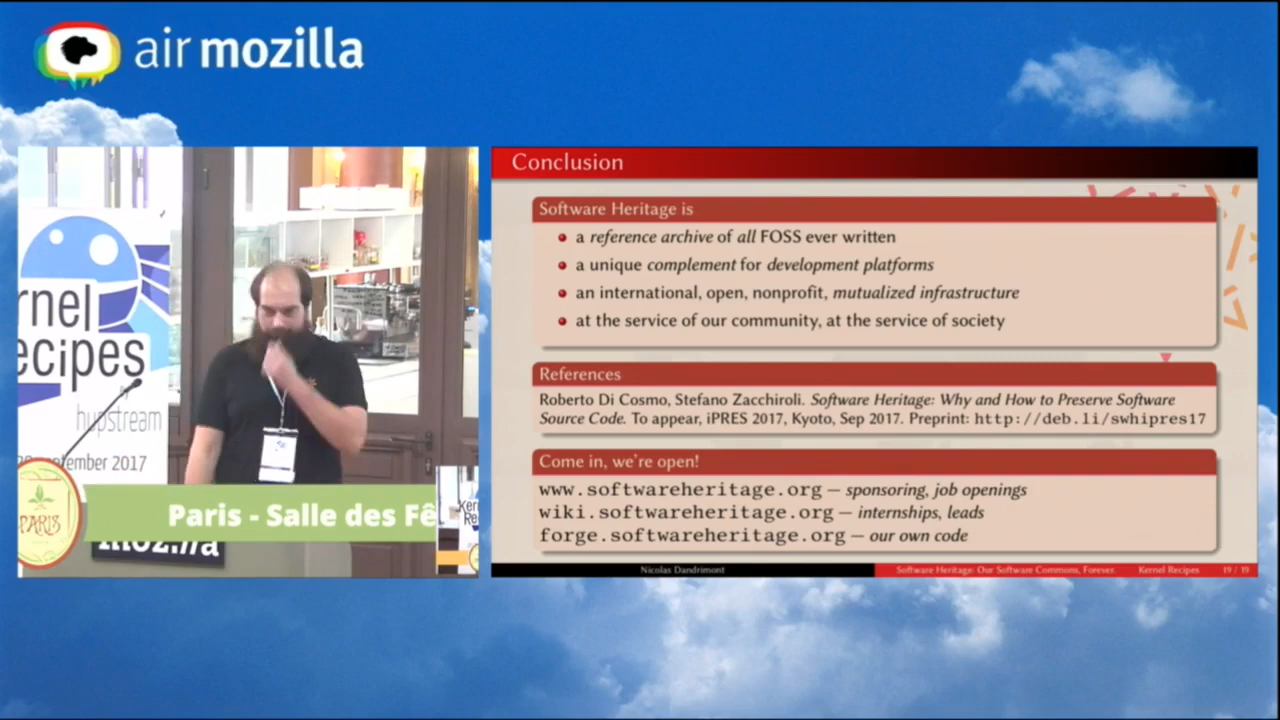 air mozilla
rnel
ecipes
hupstream
eptember 2017
PARIS
Paris - Salle des Fê
moz://a
Conclusion
Software Heritage is
a reference archive of all FOSS ever written
a unique complement for development platforms
an international, open, nonprofit, mutualized infrastructure
at the service of our community, at the service of society
References
Roberto Di Cosmo, Stefano Zacchiroli. Software Heritage: Why and How to Preserve Software
Source Code. To appear, iPRES 2017, Kyoto, Sep 2017. Preprint: http://deb.li/swhipres17
Come in, we're open!
www.softwareheritage.org — sponsoring, job openings
wiki.softwareheritage.org — internships, leads
forge.softwareheritage.org — our own code
Nicolas Dandrimont
Software Heritage: Our Software Commons, Forever.
Kernel Recipes
19 / 19